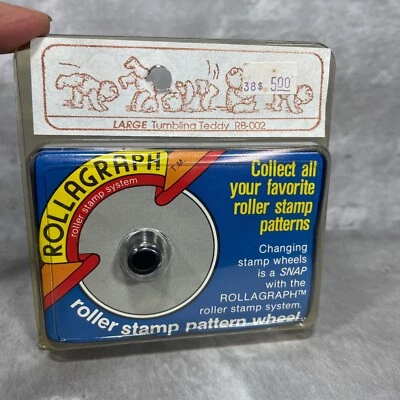 38$ 5.00
LARGE Tumbling Teddy RB-002
ROLLAGRAPH TM
roller stamp system
Collect all
your favorite
roller stamp
patterns
Changing
stamp wheels
is a SNAP
with the
ROLLAGRAPH™
roller stamp system.
roller stamp pattern wheel